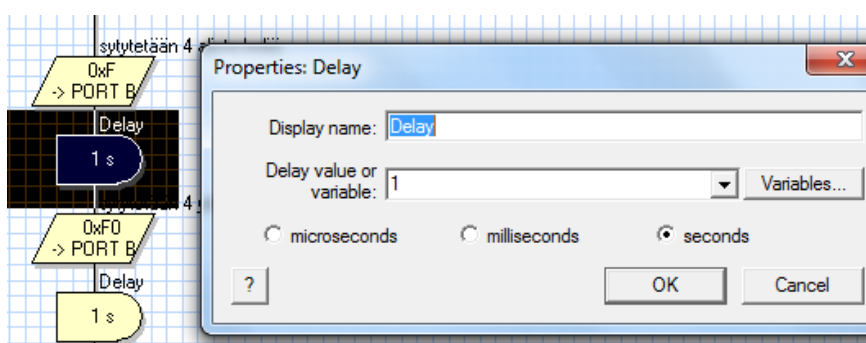 sytytetään 4
0xF
-> PORT B
Delay
1 s
4
0xF0
-> PORT B
Delay
1 s
Properties: Delay
Display name: Delay
Delay value or variable: 1
Variables...
microseconds milliseconds seconds
? OK Cancel